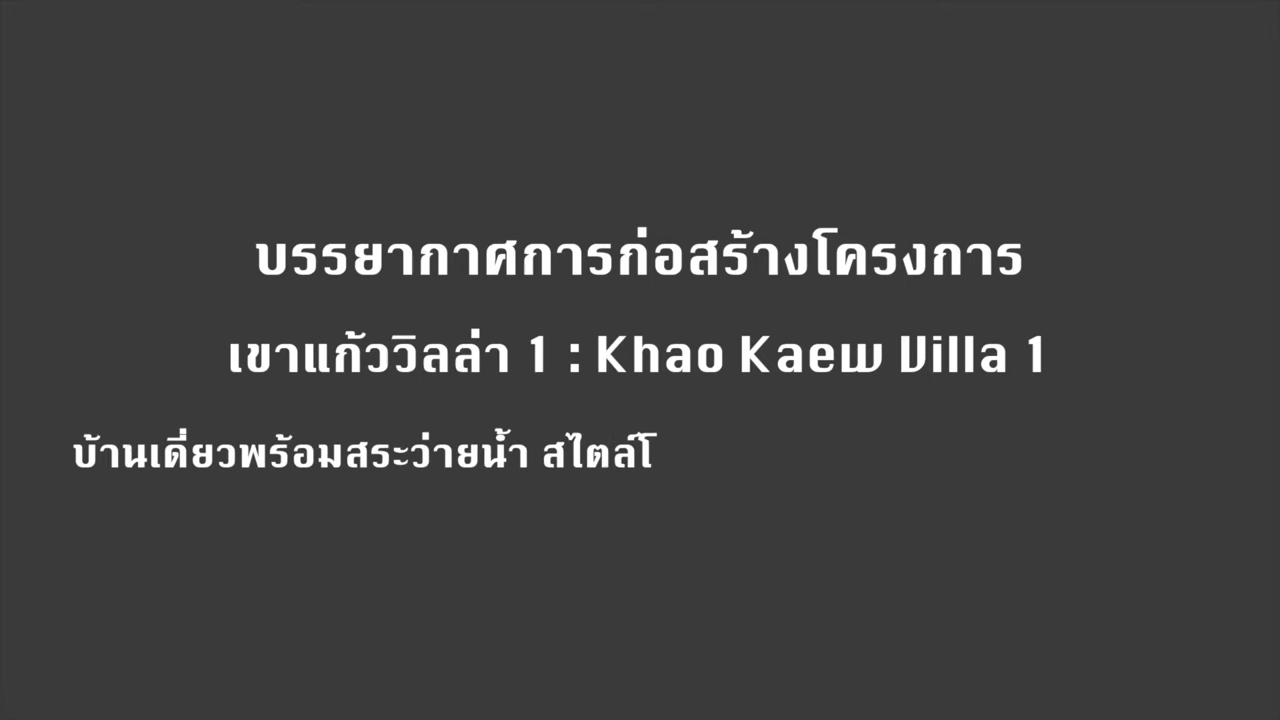 บรรยากาศการก่อสร้างโครงการ
เขาแก้ววิลล่า 1 : Khao Kaew Villa 1
บ้านเดี่ยวพร้อมสระว่ายน้ำ สไตล์โ